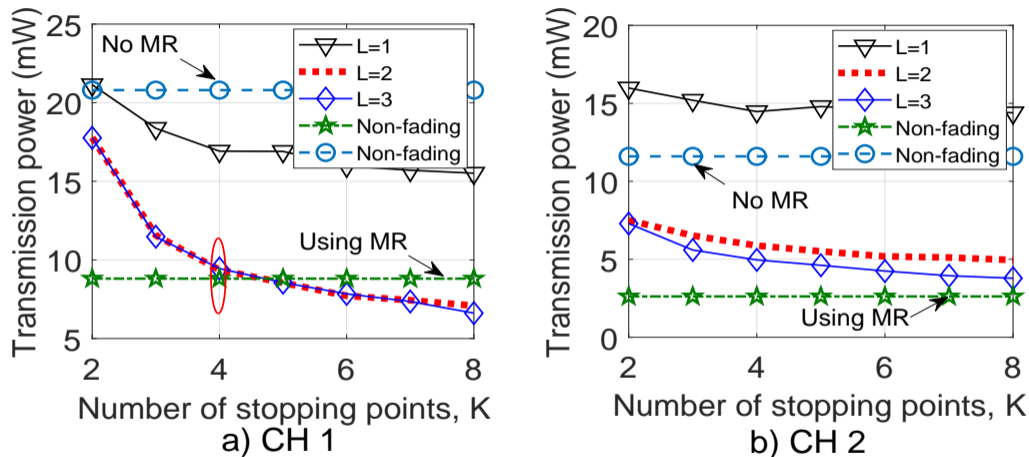 Transmission power (mW)
25
20
15
10
5
No MR
L=1
L=2
L=3
Non-fading
Non-fading
Using MR
2
4
6
8
Number of stopping points, K
a) CH 1
Transmission power (mW)
20
15
10
5
0
L=1
L=2
L=3
Non-fading
Non-fading
No MR
Using MR
2
4
6
8
Number of stopping points, K
b) CH 2